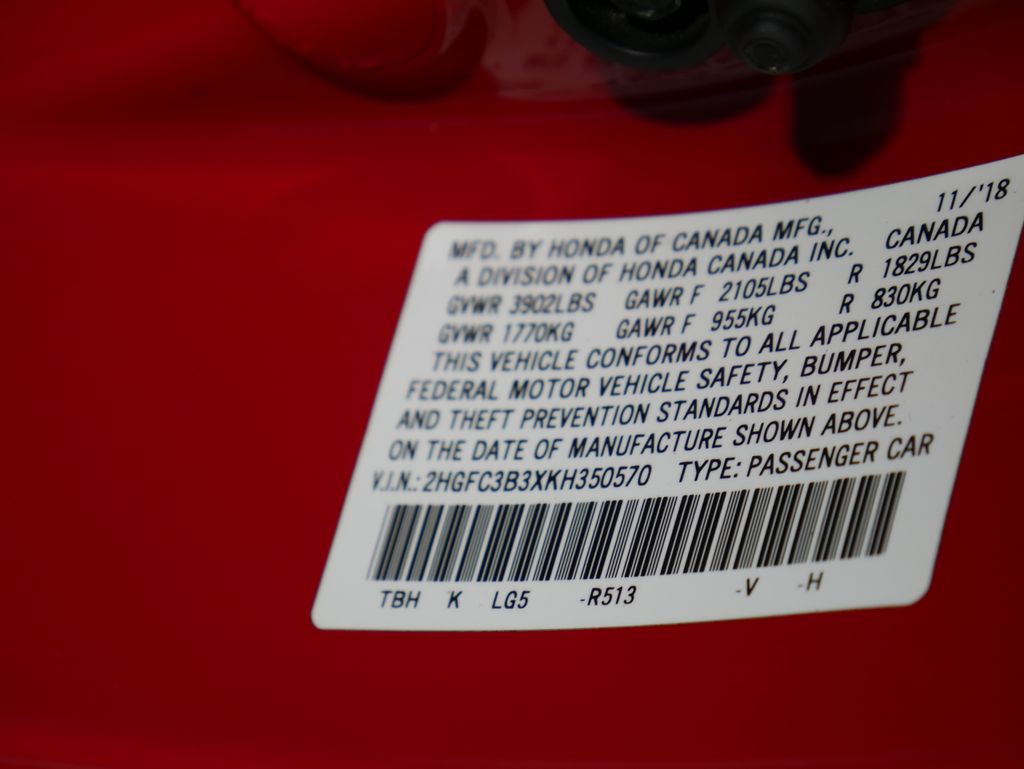 11/'18
MFD. BY HONDA OF CANADA MFG.,
A DIVISION OF HONDA CANADA INC. CANADA
GVWR 3902LBS GAWR F 2105LBS R 1829LBS
GVWR 1770KG GAWR F 955KG R 830KG
THIS VEHICLE CONFORMS TO ALL APPLICABLE
FEDERAL MOTOR VEHICLE SAFETY, BUMPER,
AND THEFT PREVENTION STANDARDS IN EFFECT
ON THE DATE OF MANUFACTURE SHOWN ABOVE.
V.I.N.: 2HGFC3B3XKH350570 TYPE: PASSENGER CAR
TBH K LG5 -R513 -V -H